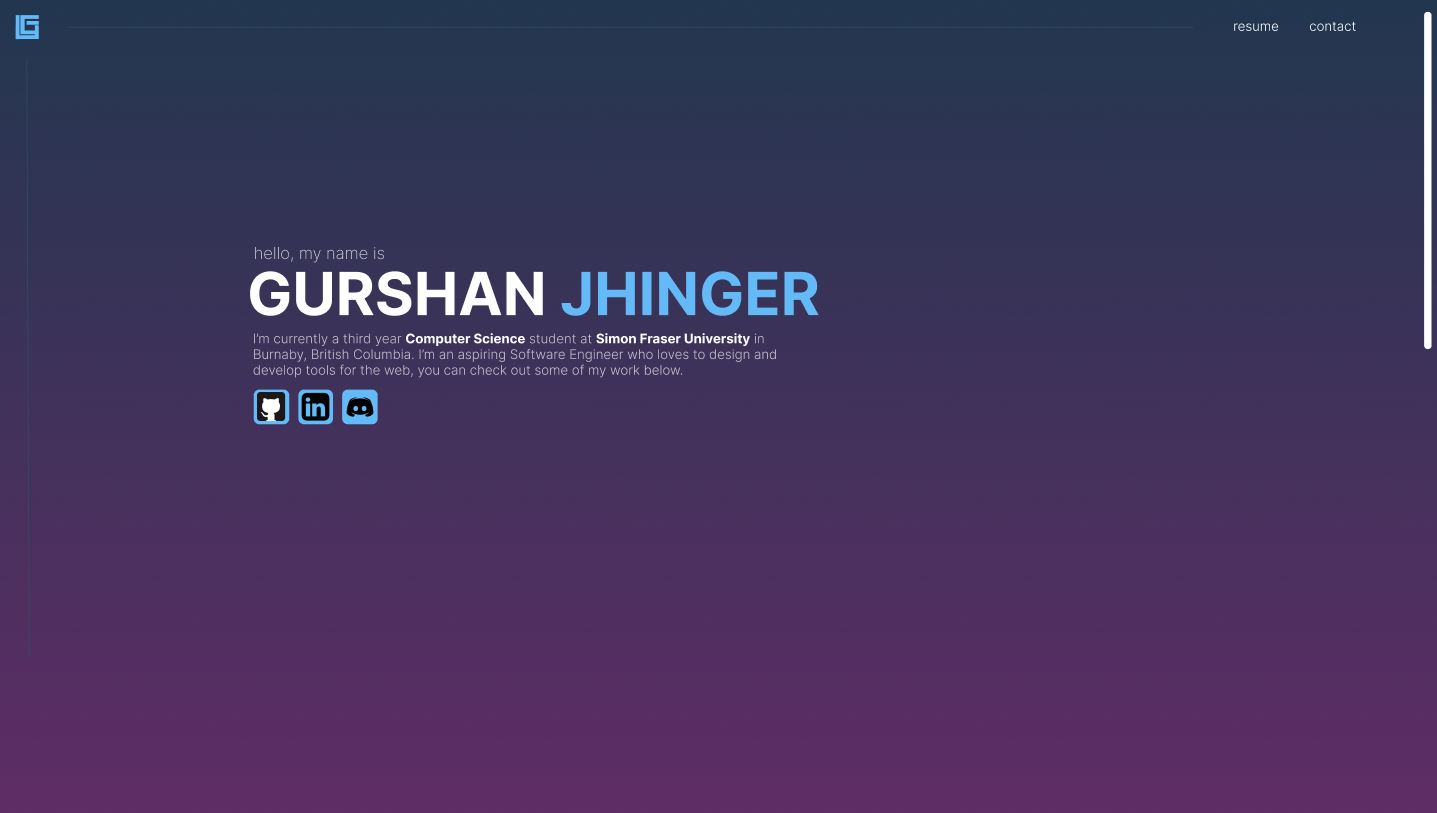 resume
contact
hello, my name is
GURSHAN JHINGER
I'm currently a third year Computer Science student at Simon Fraser University in
Burnaby, British Columbia. I'm an aspiring Software Engineer who loves to design and
develop tools for the web, you can check out some of my work below.
in